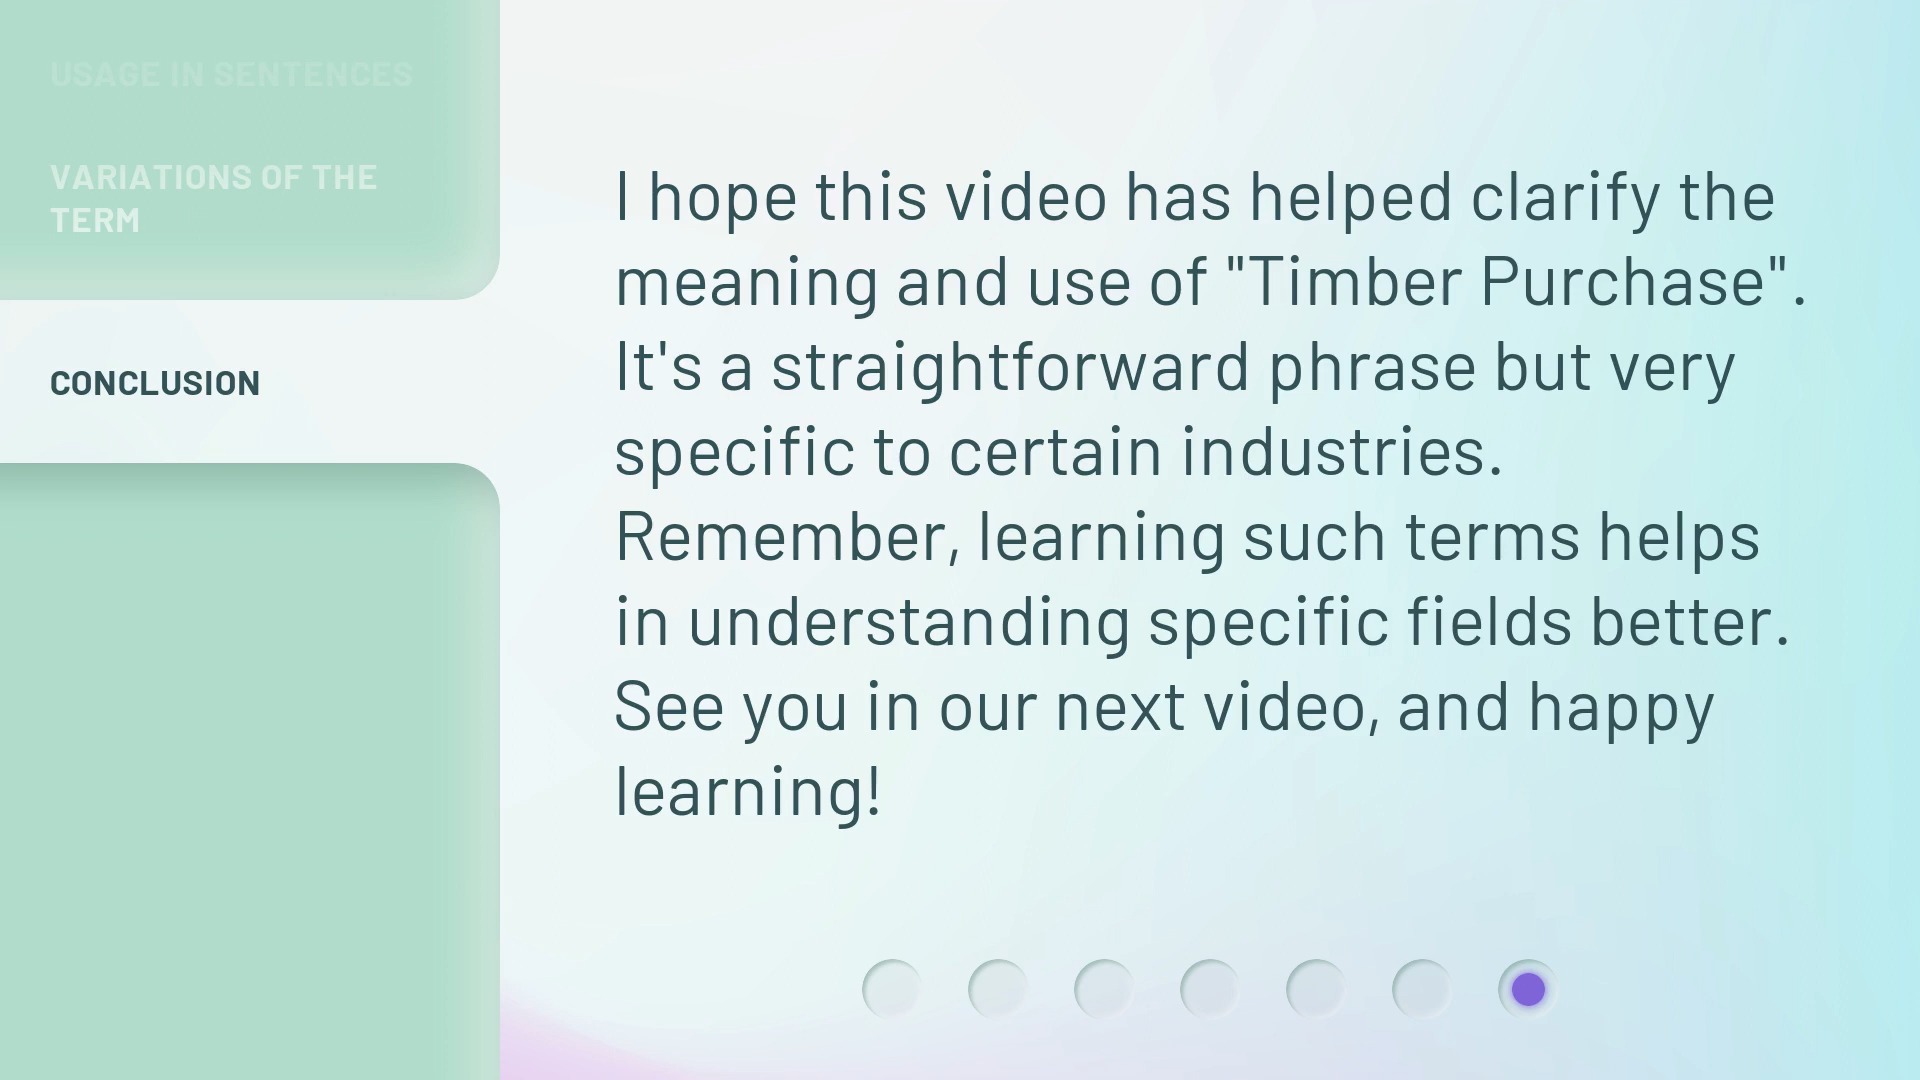 USAGE IN SENTENCES
VARIATIONS OF THE
TERM
CONCLUSION
I hope this video has helped clarify the
meaning and use of "Timber Purchase".
It's a straightforward phrase but very
specific to certain industries.
Remember, learning such terms helps
in understanding specific fields better.
See you in our next video, and happy
learning!